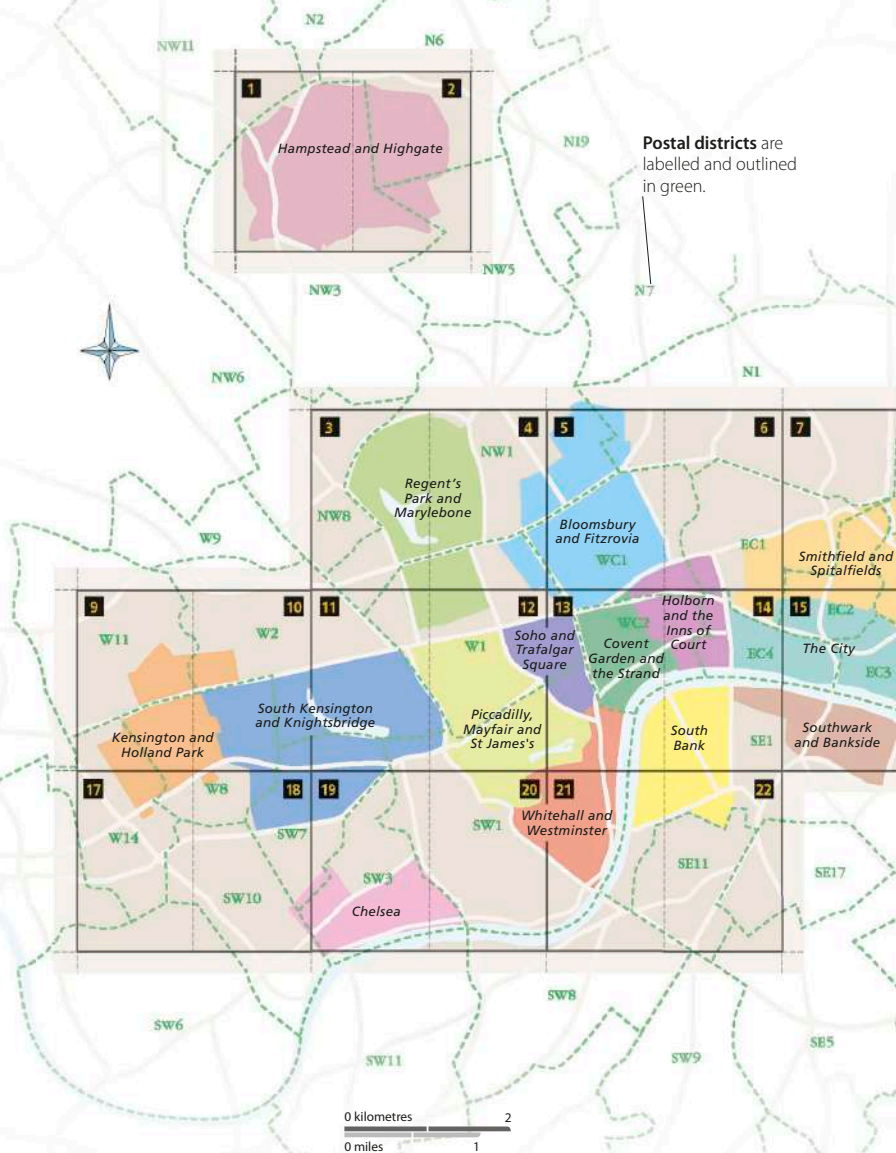 N2
NW11
N6
1
2
Hampstead and Highgate
N19
Postal districts are
labelled and outlined
in green.
NW5
NW3
N7
NW6
N1
3
4
5
6
7
NW1
Regent's
Park and
Marylebone
NW8
Bloomsbury
and Fitzrovia
WC1
EC1
Smithfield and
Spitalfields
W9
9
10
11
12
13
14
15
W11
W2
W1
Soho and
Trafalgar
Square
WC2
Covent
Garden and
the Strand
Holborn
and the
Inns of
Court
EC2
EC4
The City
EC3
South Kensington
and Knightsbridge
Kensington and
Holland Park
Piccadilly,
Mayfair and
St James's
South
Bank
SE1
Southwark
and Bankside
17
18
19
20
21
22
W8
W14
SW7
SW1
Whitehall and
Westminster
SW10
SW3
Chelsea
SE11
SE17
SW8
SW6
SW11
SW9
SE5
0 kilometres 2
0 miles 1